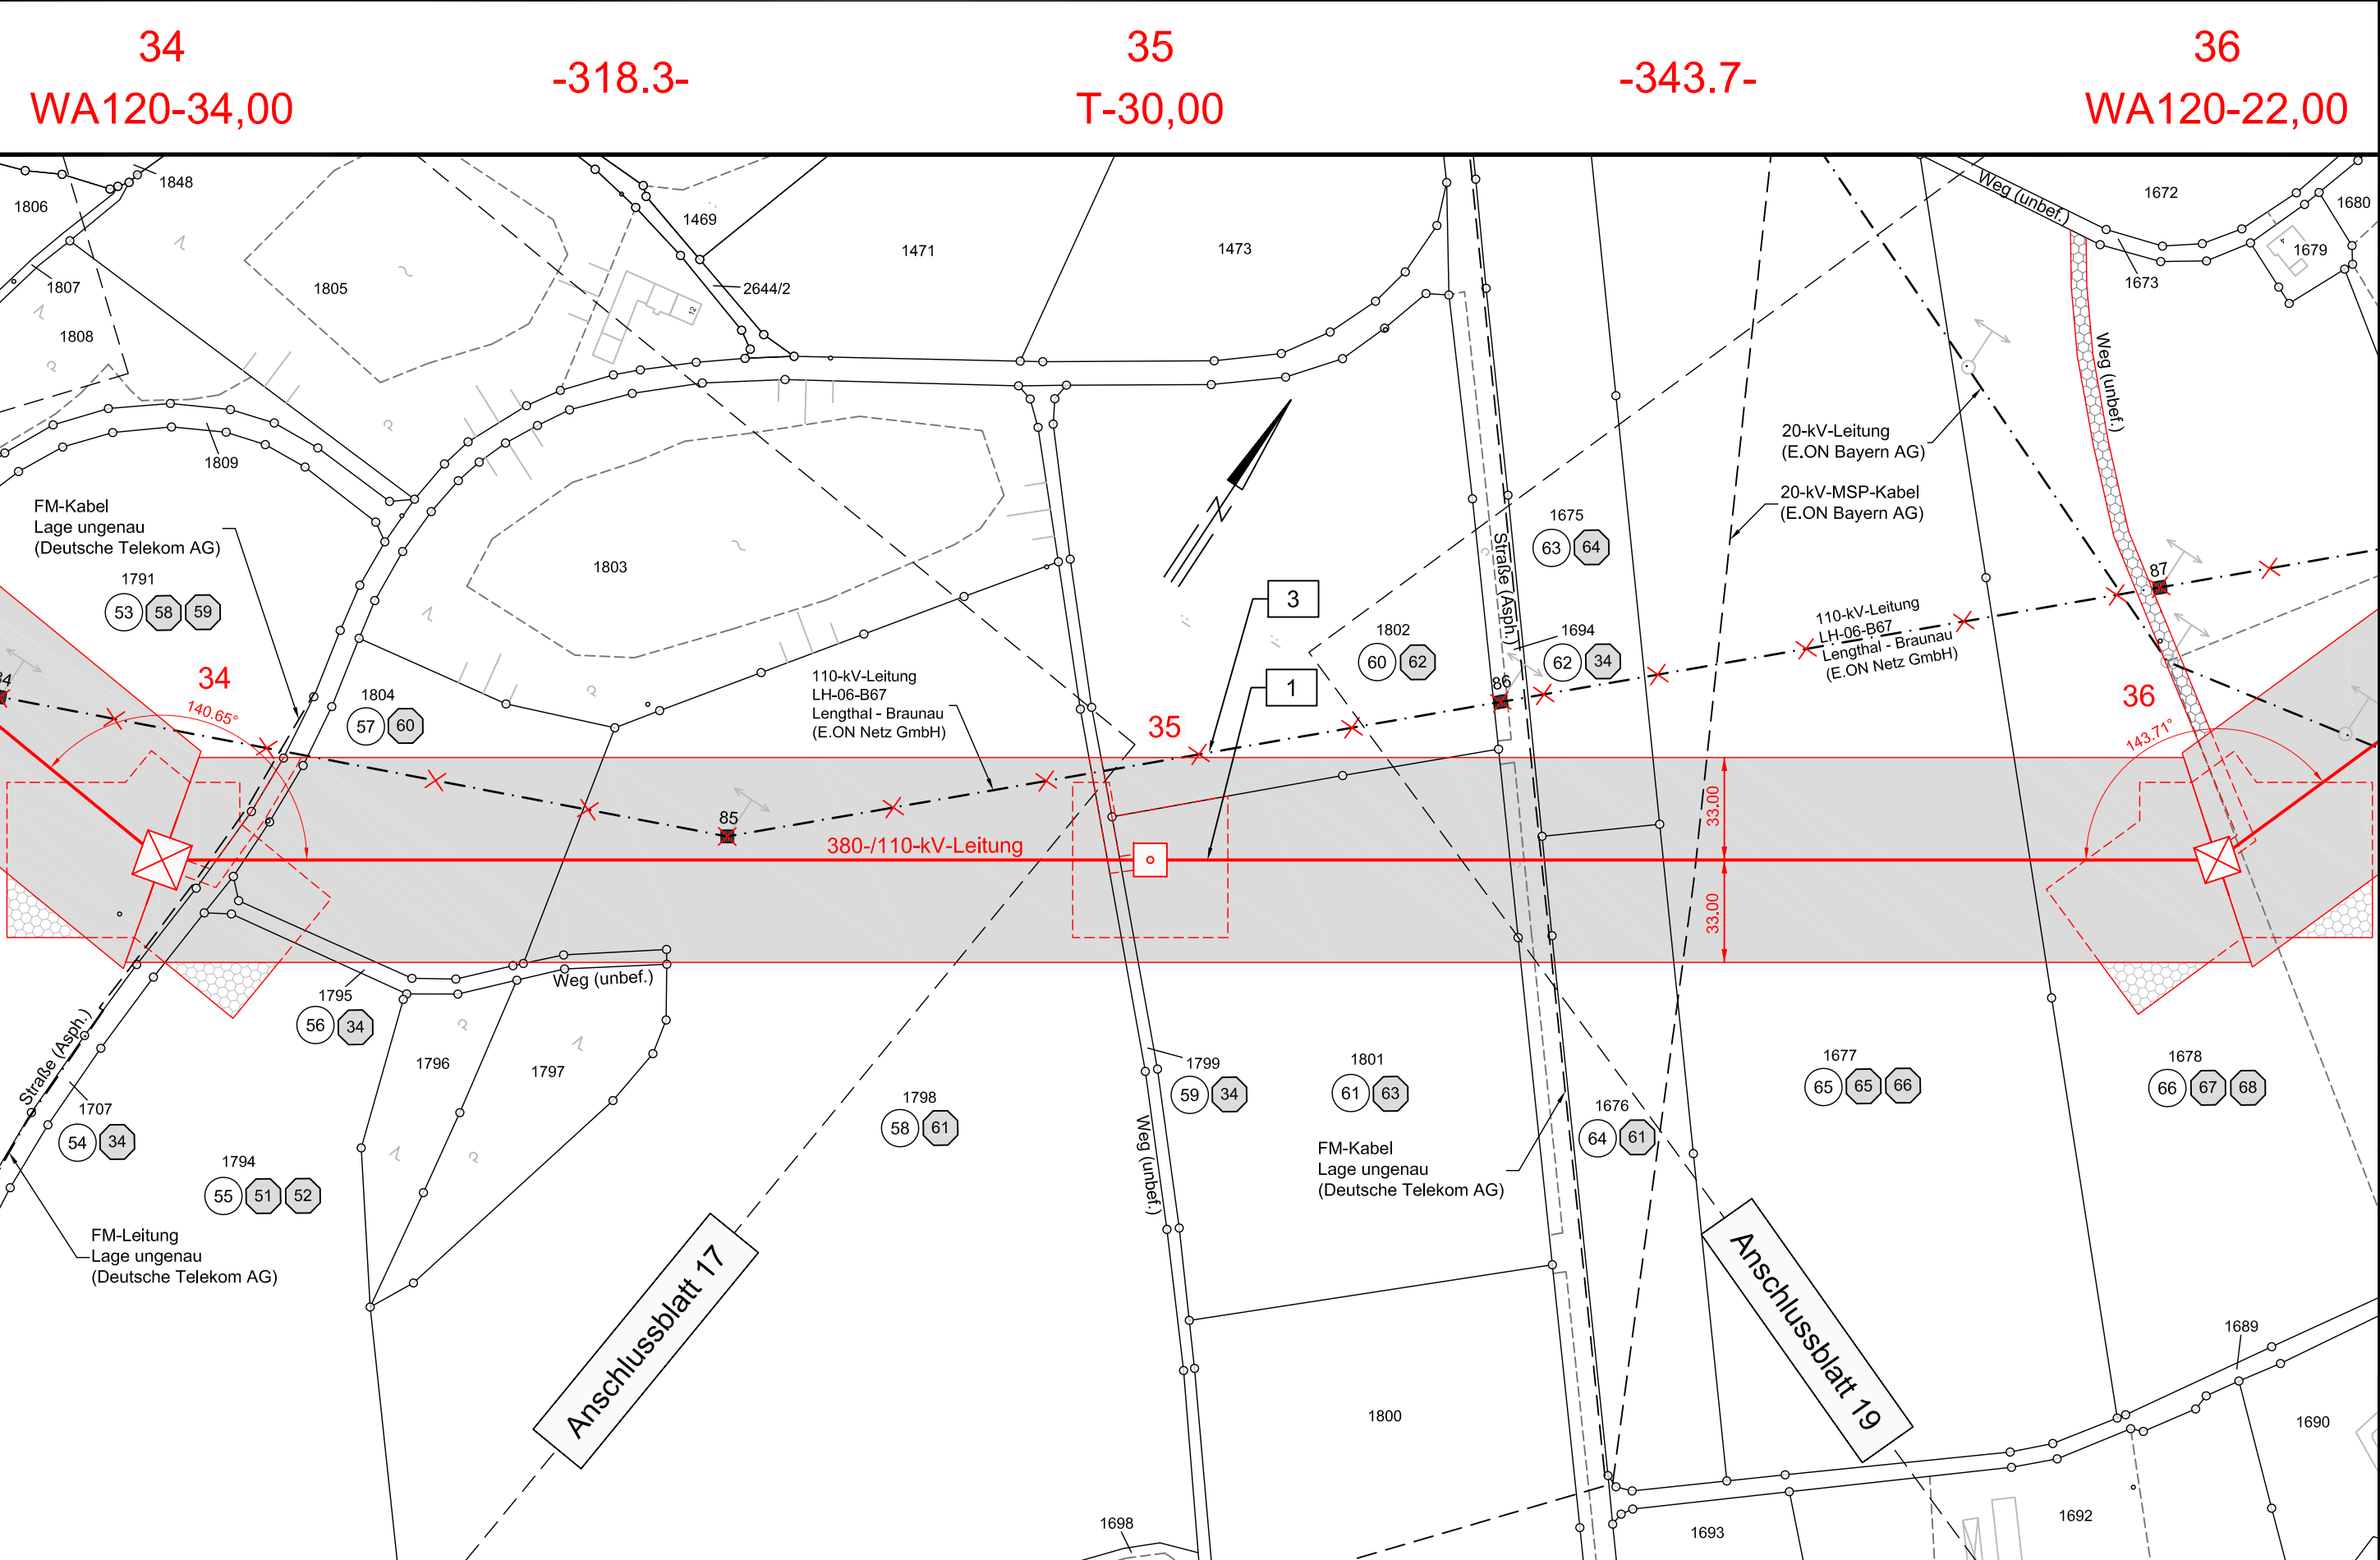 34
WA120-34,00
-318.3-
35
T-30,00
-343.7-
36
WA120-22,00
1806
1848
1807
1808
1805
1469
1471
2644/2
12
1473
Weg (unbef.)
1672
1680
1679
1673
1809
FM-Kabel
Lage ungenau
(Deutsche Telekom AG)
1791
53 58 59
1803
N
20-kV-Leitung
(E.ON Bayern AG)
20-kV-MSP-Kabel
(E.ON Bayern AG)
Weg (unbef.)
1675
63 64
Straße (Asph.)
3
1
1802
60 62
1694
62 34
110-kV-Leitung
LH-06-B67
Lengthal - Braunau
(E.ON Netz GmbH)
87
86
34
140.65°
1804
57 60
110-kV-Leitung
LH-06-B67
Lengthal - Braunau
(E.ON Netz GmbH)
35
36
143.71°
85
380-/110-kV-Leitung
33.00
33.00
Weg (unbef.)
1795
56 34
1796
1797
Straße (Asph.)
1707
54 34
1794
55 51 52
FM-Leitung
Lage ungenau
(Deutsche Telekom AG)
1798
58 61
1799
59 34
Weg (unbef.)
1801
61 63
FM-Kabel
Lage ungenau
(Deutsche Telekom AG)
1676
64 61
1677
65 65 66
1678
66 67 68
Anschlussblatt 17
Anschlussblatt 19
1800
1689
1690
1692
1693
1698